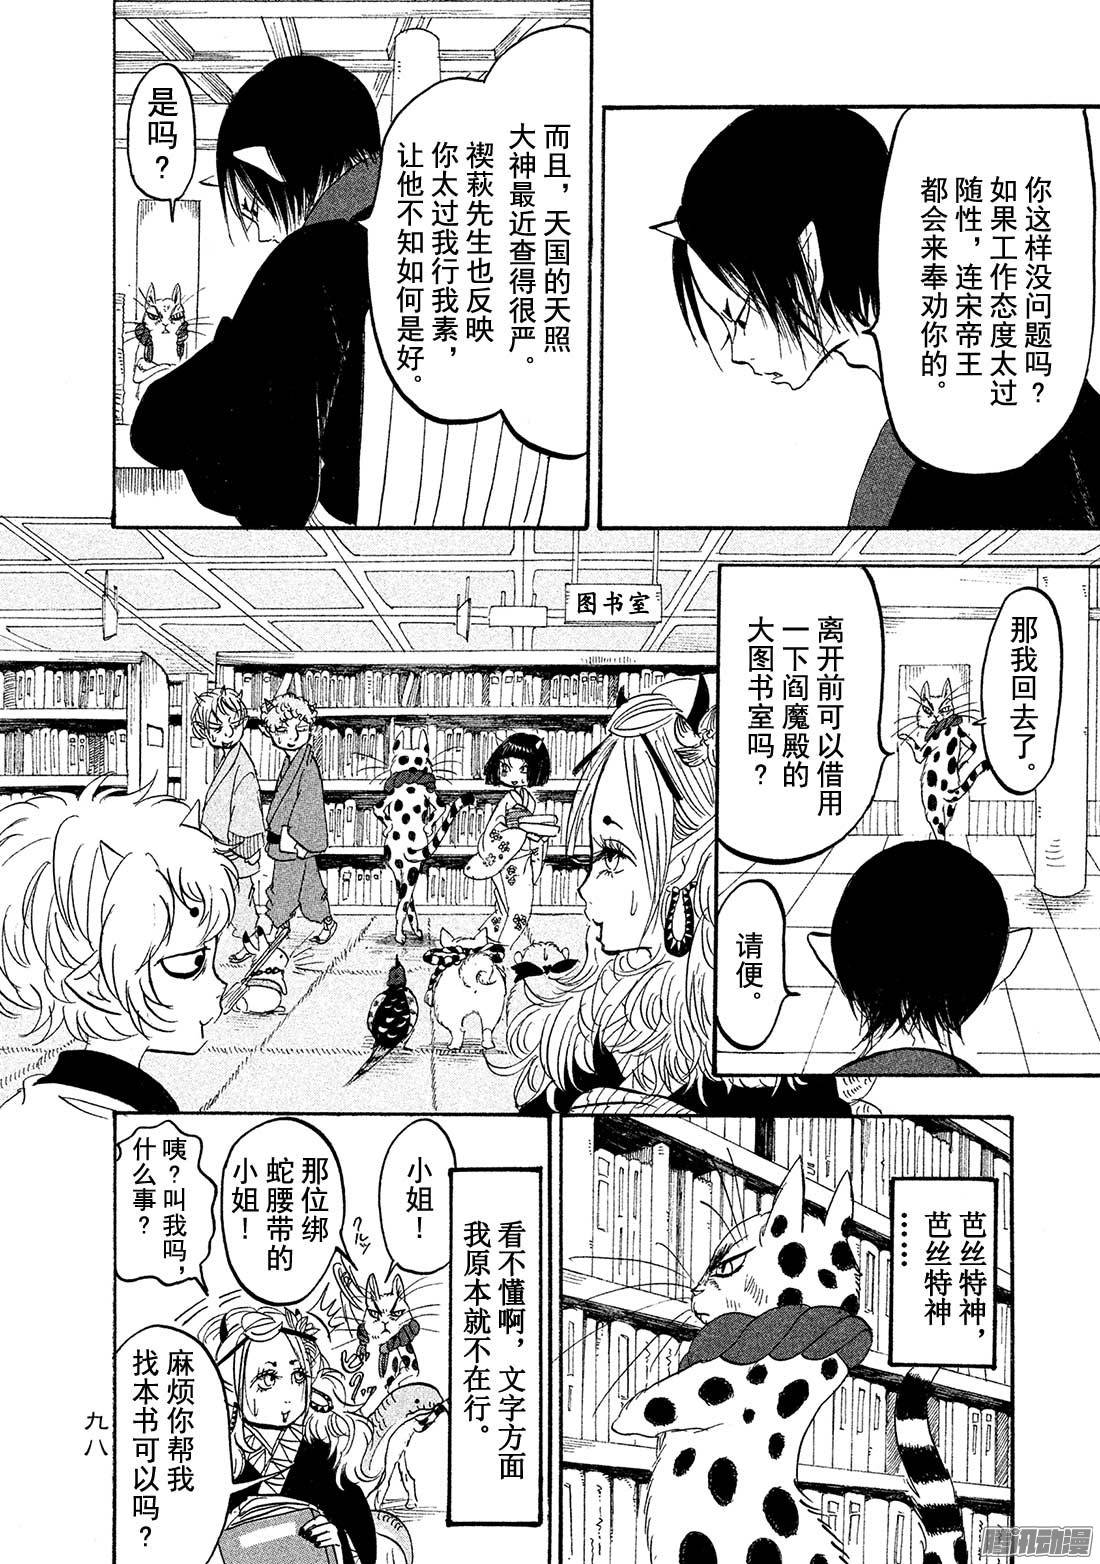 你这样没问题吗？
如果工作态度太过
随性，连宋帝王
都会来奉劝你的。
而且，天国的天照
大神最近查得很严。
禊萩先生也反映
你太过我行我素，
让他不知如何是好。
是吗？
那我回去了。
离开前可以借用
一下阎魔殿的
大图书室吗？
请便。
图书室
芭丝特神，
芭丝特神
……
看不懂啊，文字方面
我原本就不在行。
小姐！
那位绑
蛇腰带的
小姐！
咦？叫我吗，
什么事？
麻烦你帮我
找本书可以吗？
九八
腾讯动漫